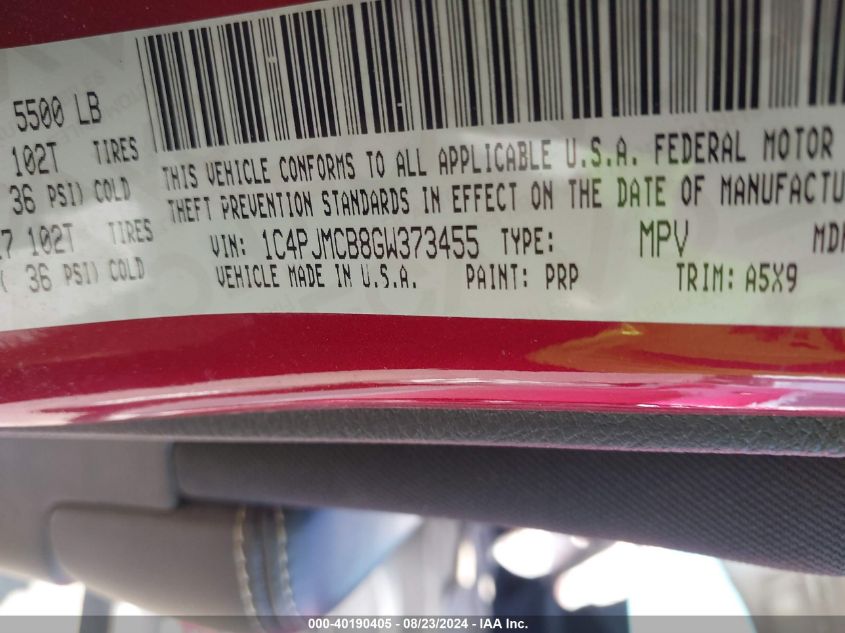 5500 LB
102T TIRES
36 PSI) COLD
7 102T TIRES
( 36 PSI) COLD
THIS VEHICLE CONFORMS TO ALL APPLICABLE U.S.A. FEDERAL MOTOR
THEFT PREVENTION STANDARDS IN EFFECT ON THE DATE OF MANUFACTU
VIN: 1C4PJMCB8GW373455 TYPE: MPV MDH
VEHICLE MADE IN U.S.A. PAINT: PRP TRIM: A5X9
000-40190405 - 08/23/2024 - IAA Inc.